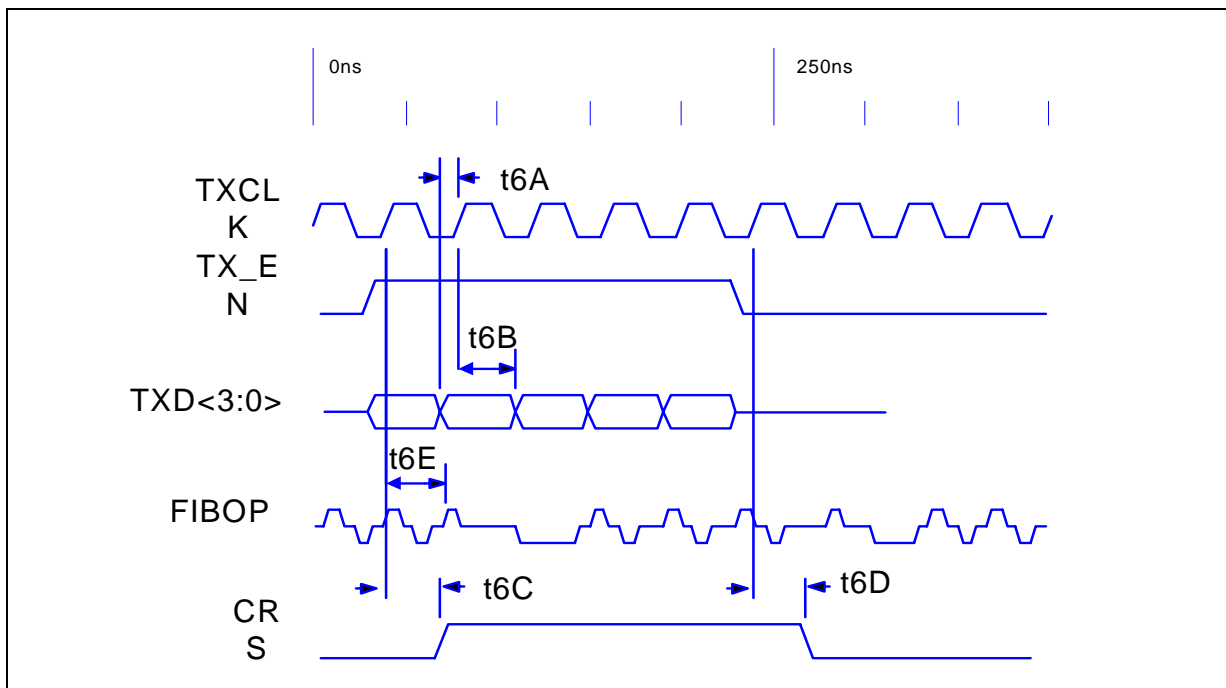 0ns 250ns
t6A
TXCL
K
TX_E
N
t6B
TXD<3:0>
t6E
FIBOP
t6C t6D
CR
S